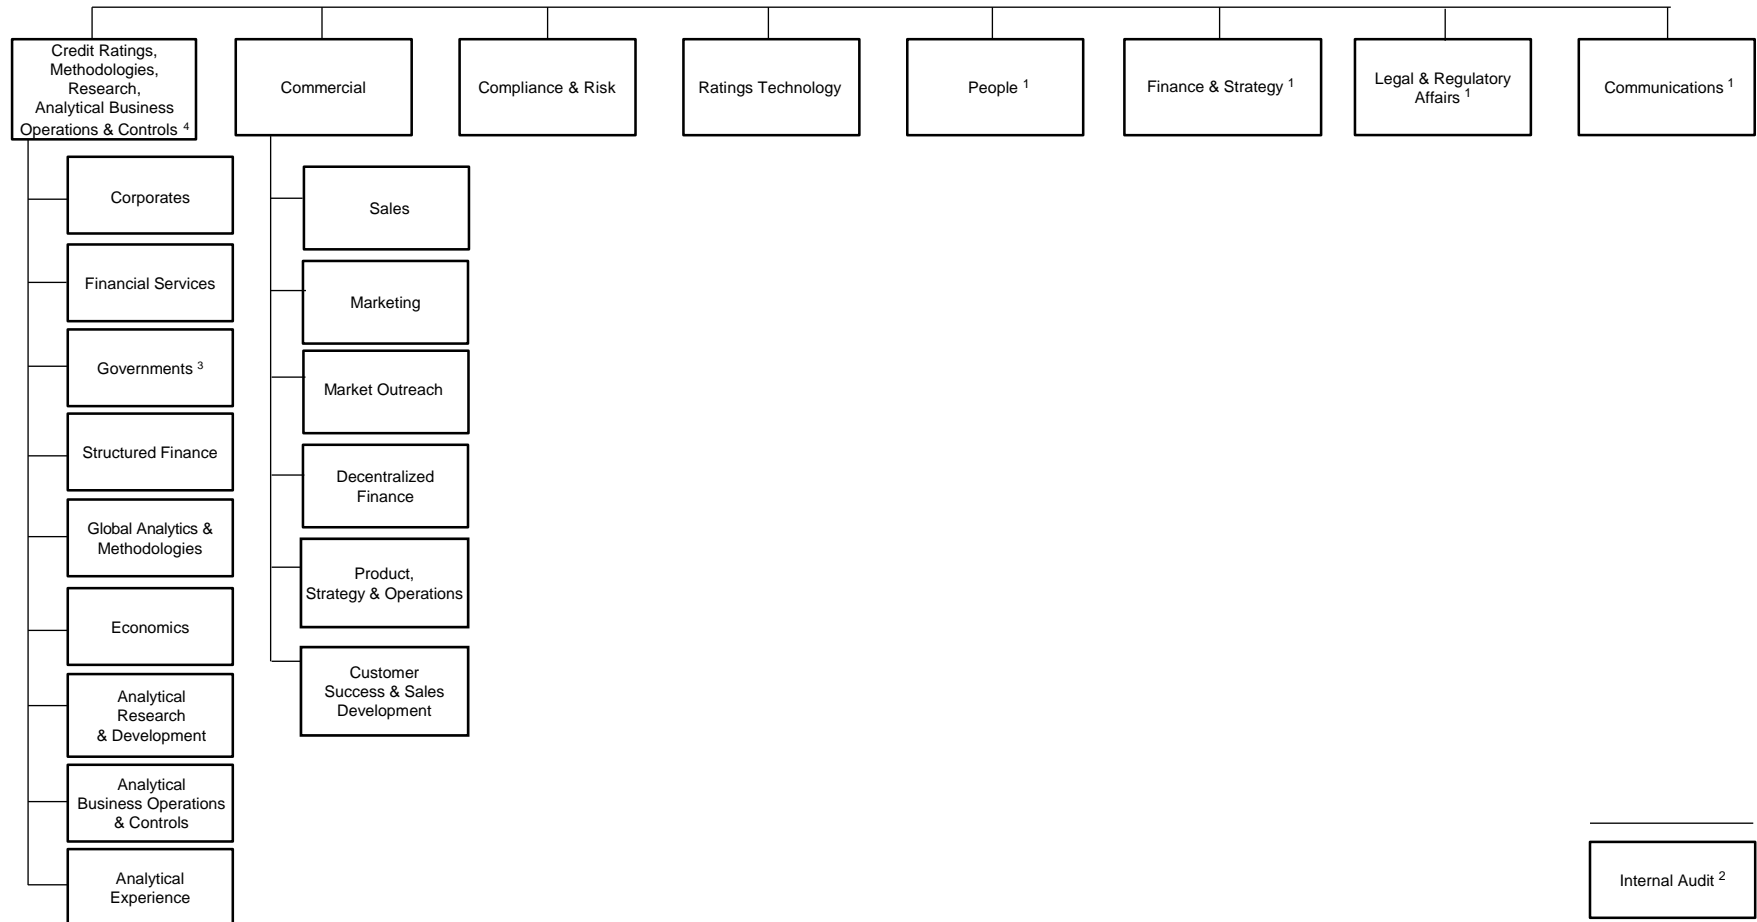 Credit Ratings,
Methodologies,
Research,
Analytical Business
Operations & Controls 4
Commercial
Compliance & Risk
Ratings Technology
People 1
Finance & Strategy 1
Legal & Regulatory
Affairs 1
Communications 1
Corporates
Financial Services
Governments 3
Structured Finance
Global Analytics &
Methodologies
Economics
Analytical
Research
& Development
Analytical
Business Operations
& Controls
Analytical
Experience
Sales
Marketing
Market Outreach
Decentralized
Finance
Product,
Strategy & Operations
Customer
Success & Sales
Development
Internal Audit 2